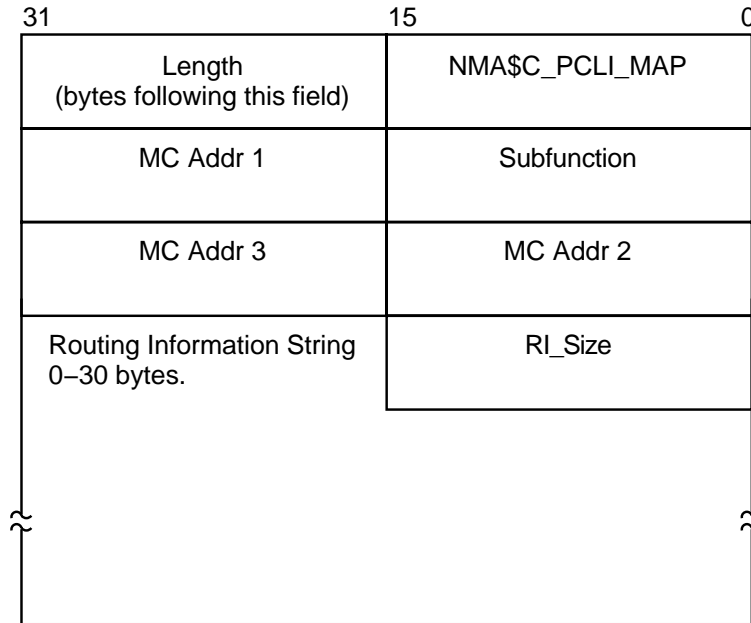 31 15 0
Length NMA$C_PCLI_MAP
(bytes following this field)
MC Addr 1 Subfunction
MC Addr 3 MC Addr 2
Routing Information String RI_Size
0−30 bytes.